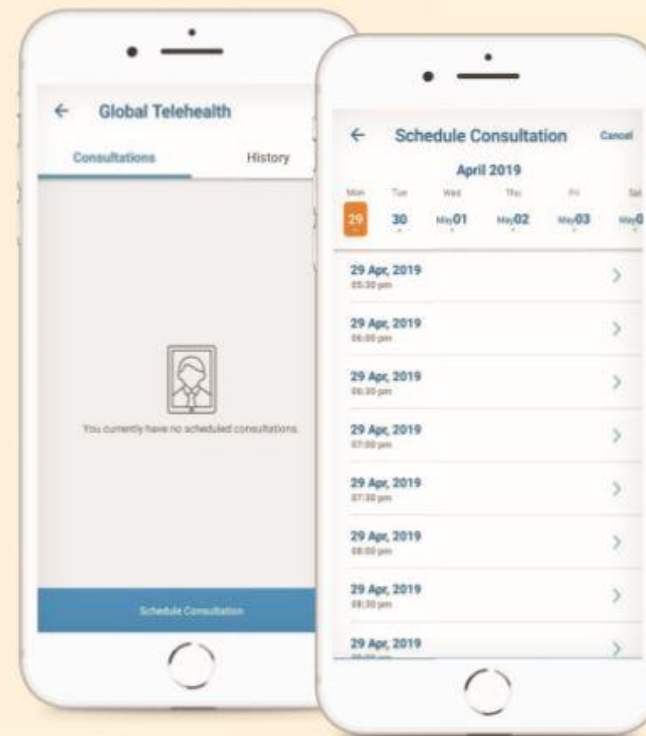 Global Telehealth
Consultations History
You currently have no scheduled consultations.
Schedule Consultation
Schedule Consultation Cancel
April 2019
Mon Tue Wed Thu Fri Sat
29 30 May01 May02 May03
29 Apr, 2019
05:30 pm
29 Apr, 2019
06:00 pm
29 Apr, 2019
06:30 pm
29 Apr, 2019
07:00 pm
29 Apr, 2019
07:30 pm
29 Apr, 2019
08:00 pm
29 Apr, 2019
08:30 pm
29 Apr, 2019